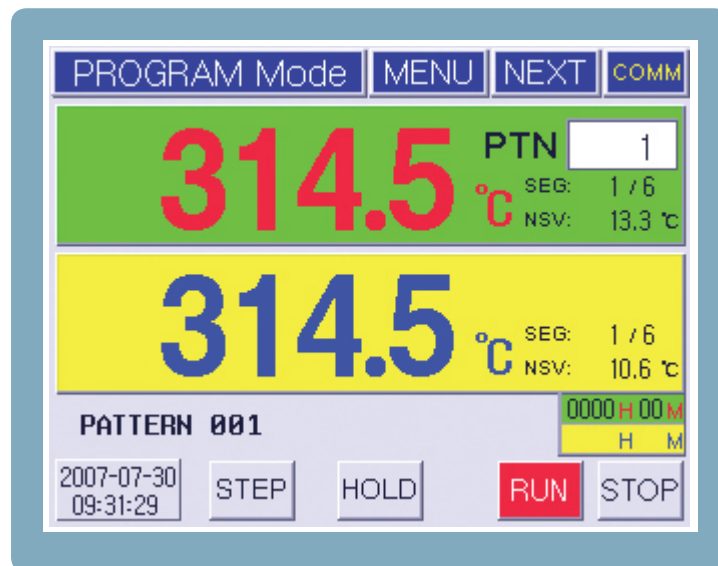 PROGRAM Mode MENU NEXT COMM
314.5 °C PTN 1
SEG: 1 / 6
NSV: 13.3 °C
314.5 °C SEG: 1 / 6
NSV: 10.6 °C
PATTERN 001
0000 H 00 M
H M
2007-07-30
09:31:29
STEP HOLD RUN STOP